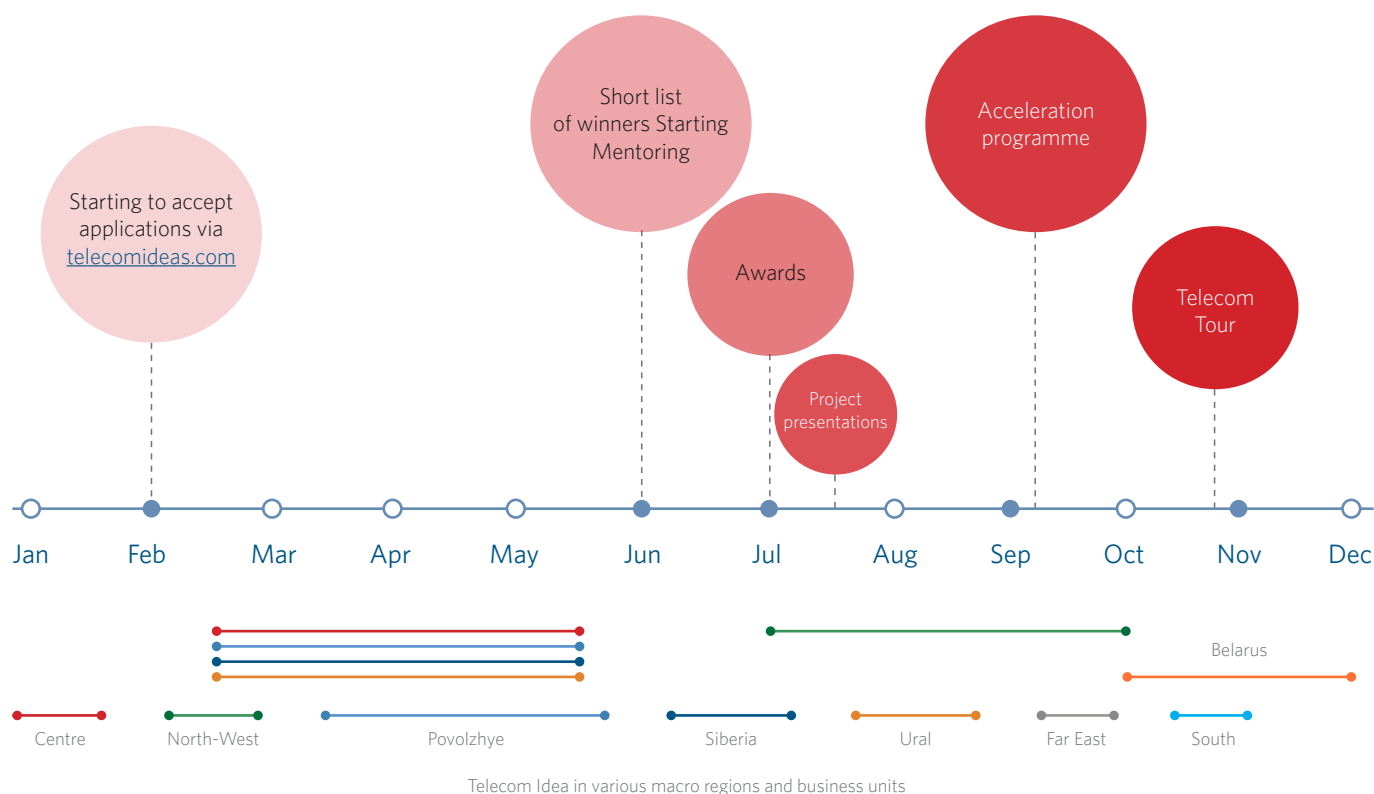 Starting to accept
applications via
telecomideas.com
Short list
of winners Starting
Mentoring
Awards
Project
presentations
Acceleration
programme
Telecom
Tour
Jan Feb Mar Apr May Jun Jul Aug Sep Oct Nov Dec
Belarus
Centre North-West Povolzhye Siberia Ural Far East South
Telecom Idea in various macro regions and business units